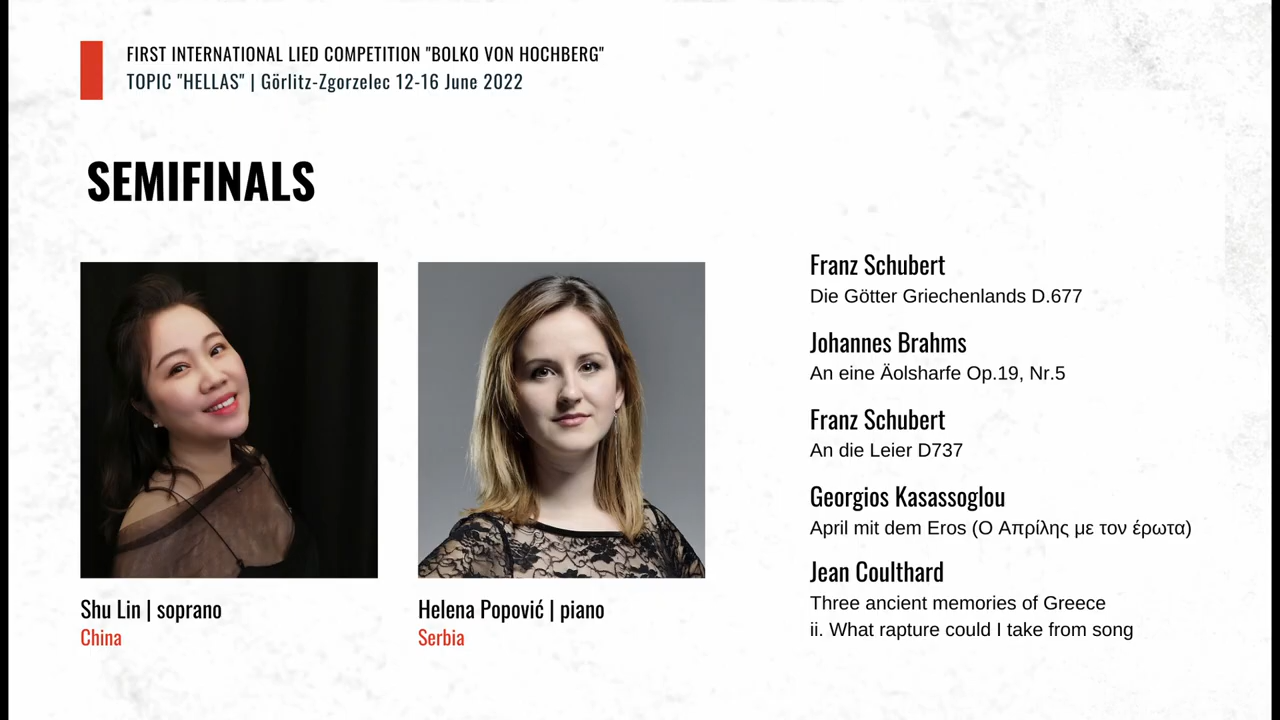 FIRST INTERNATIONAL LIED COMPETITION "BOLKO VON HOCHBERG"
TOPIC "HELLAS" | Görlitz-Zgorzelec 12-16 June 2022
SEMIFINALS
Shu Lin | soprano
China
Helena Popović | piano
Serbia
Franz Schubert
Die Götter Griechenlands D.677
Johannes Brahms
An eine Äolsharfe Op.19, Nr.5
Franz Schubert
An die Leier D737
Georgios Kasassoglou
April mit dem Eros (Ο Απρίλης με τον έρωτα)
Jean Coulthard
Three ancient memories of Greece
ii. What rapture could I take from song